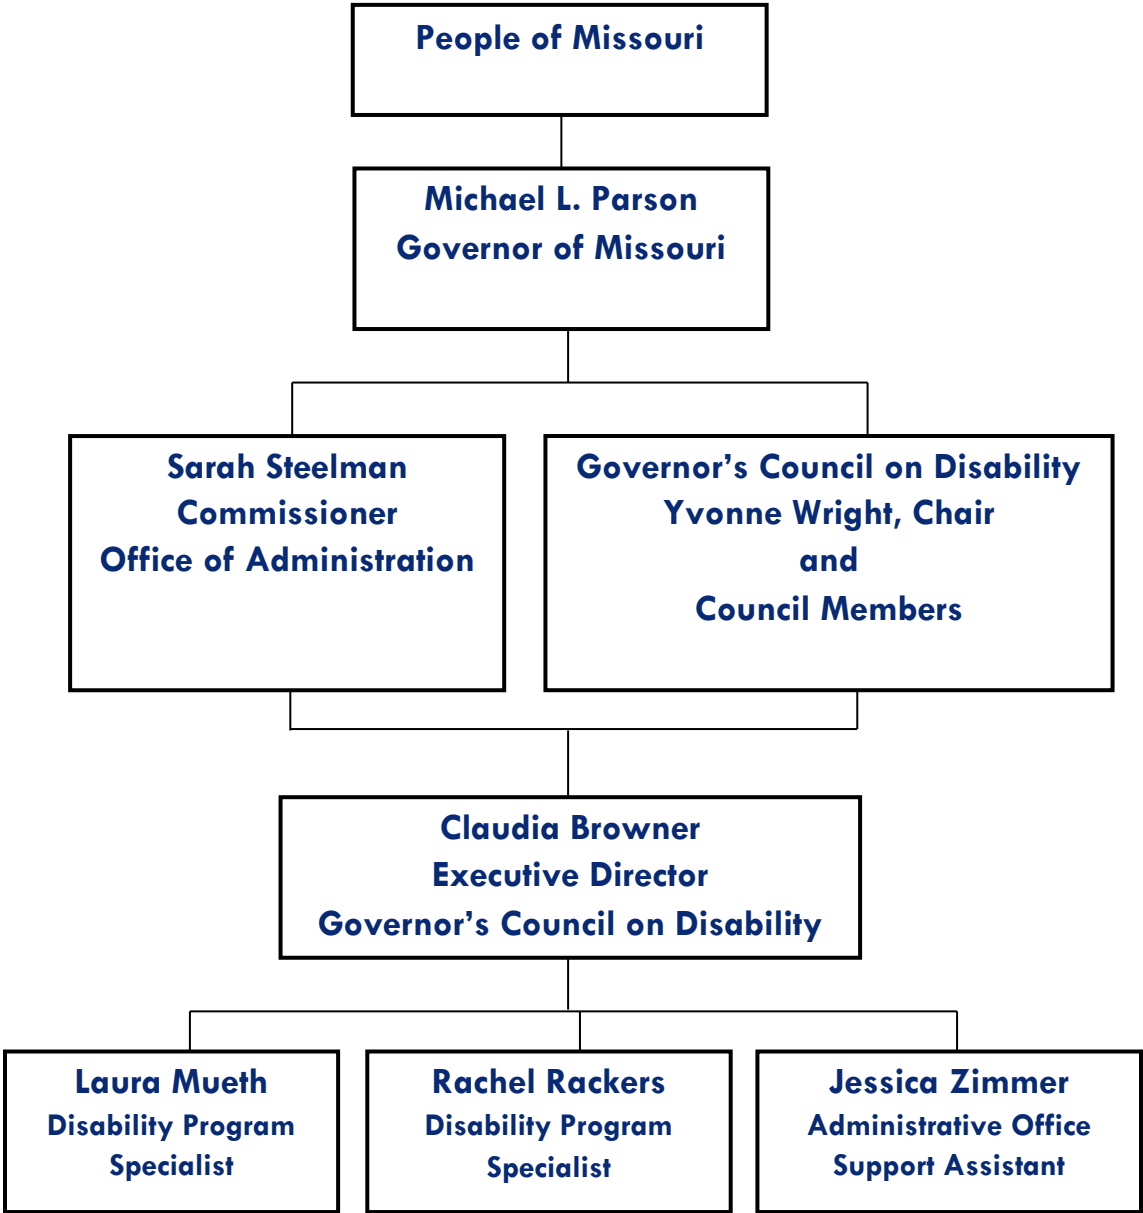 People of Missouri
Michael L. Parson
Governor of Missouri
Sarah Steelman
Commissioner
Office of Administration
Governor’s Council on Disability
Yvonne Wright, Chair
and
Council Members
Claudia Browner
Executive Director
Governor’s Council on Disability
Laura Mueth
Disability Program
Specialist
Rachel Rackers
Disability Program
Specialist
Jessica Zimmer
Administrative Office
Support Assistant